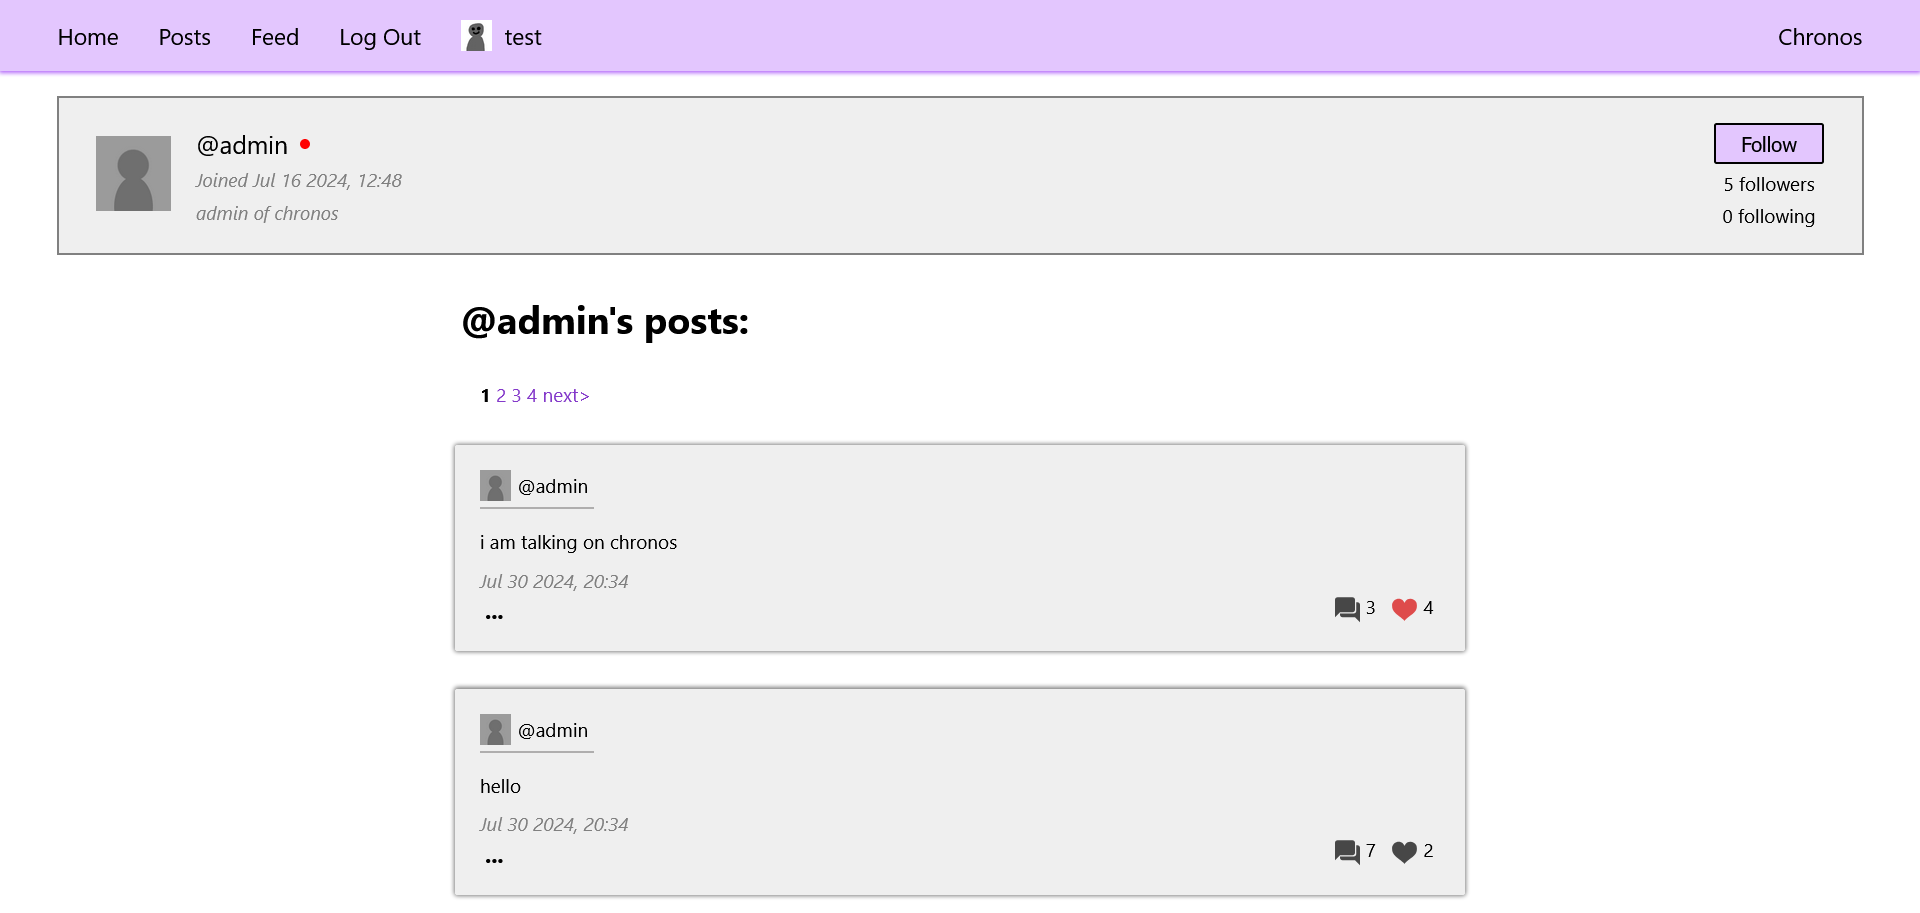 Home Posts Feed Log Out test Chronos
@admin
Joined Jul 16 2024, 12:48
admin of chronos
Follow
5 followers
0 following
@admin's posts:
1 2 3 4 next>
@admin
i am talking on chronos
Jul 30 2024, 20:34
...
3 4
@admin
hello
Jul 30 2024, 20:34
...
7 2